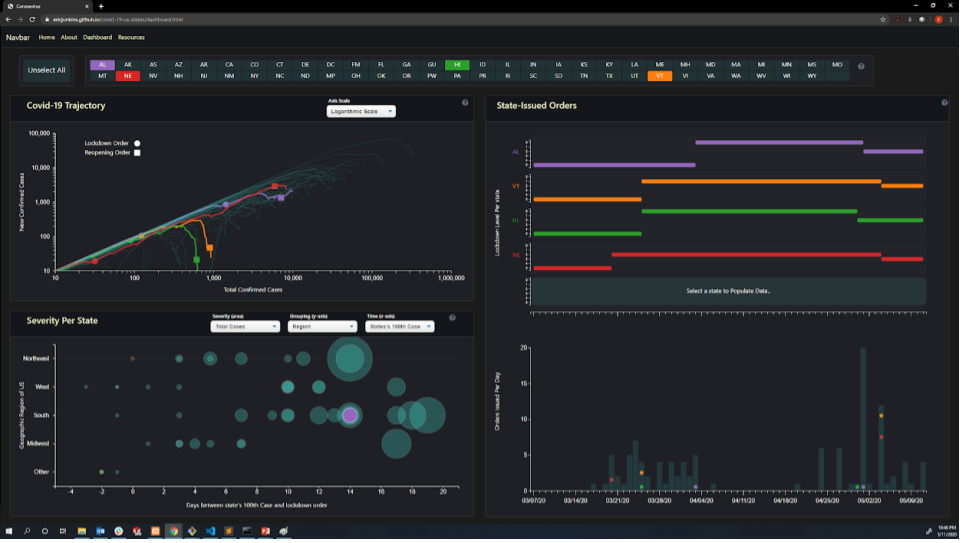 Coronavirus
ericjunkins.github.io/covid-19-us-states/dashboard.html
Navbar Home About Dashboard Resources
Unselect All
AL AK AS AZ AR CA CO CT DE DC FM FL GA GU HI ID IL IN IA KS KY LA ME MH MD MA MI MN MS MO
MT NE NV NH NJ NM NY NC ND MP OH OK OR PW PA PR RI SC SD TN TX UT VT VI VA WA WV WI WY
Covid-19 Trajectory
Axis Scale
Logarithmic Scale
Lockdown Order
Reopening Order
New Confirmed Cases
100,000
10,000
1,000
100
10
10 100 1,000 10,000 100,000 1,000,000
Total Confirmed Cases
Severity Per State
Severity (area) Grouping (y-axis) Time (x-axis)
Total Cases Region States's 100th Case
Geographic Region of US
Northeast
West
South
Midwest
Other
-4 -2 0 2 4 6 8 10 12 14 16 18 20
Days between state's 100th Case and lockdown order
State-Issued Orders
Lockdown Level Per state
AL
VT
HI
NE
Select a state to Populate Data..
Orders Issued Per Day
20
15
10
5
0
03/07/20 03/14/20 03/21/20 03/28/20 04/04/20 04/11/20 04/18/20 04/25/20 05/02/20 05/09/20
10:46 PM
5/11/2020